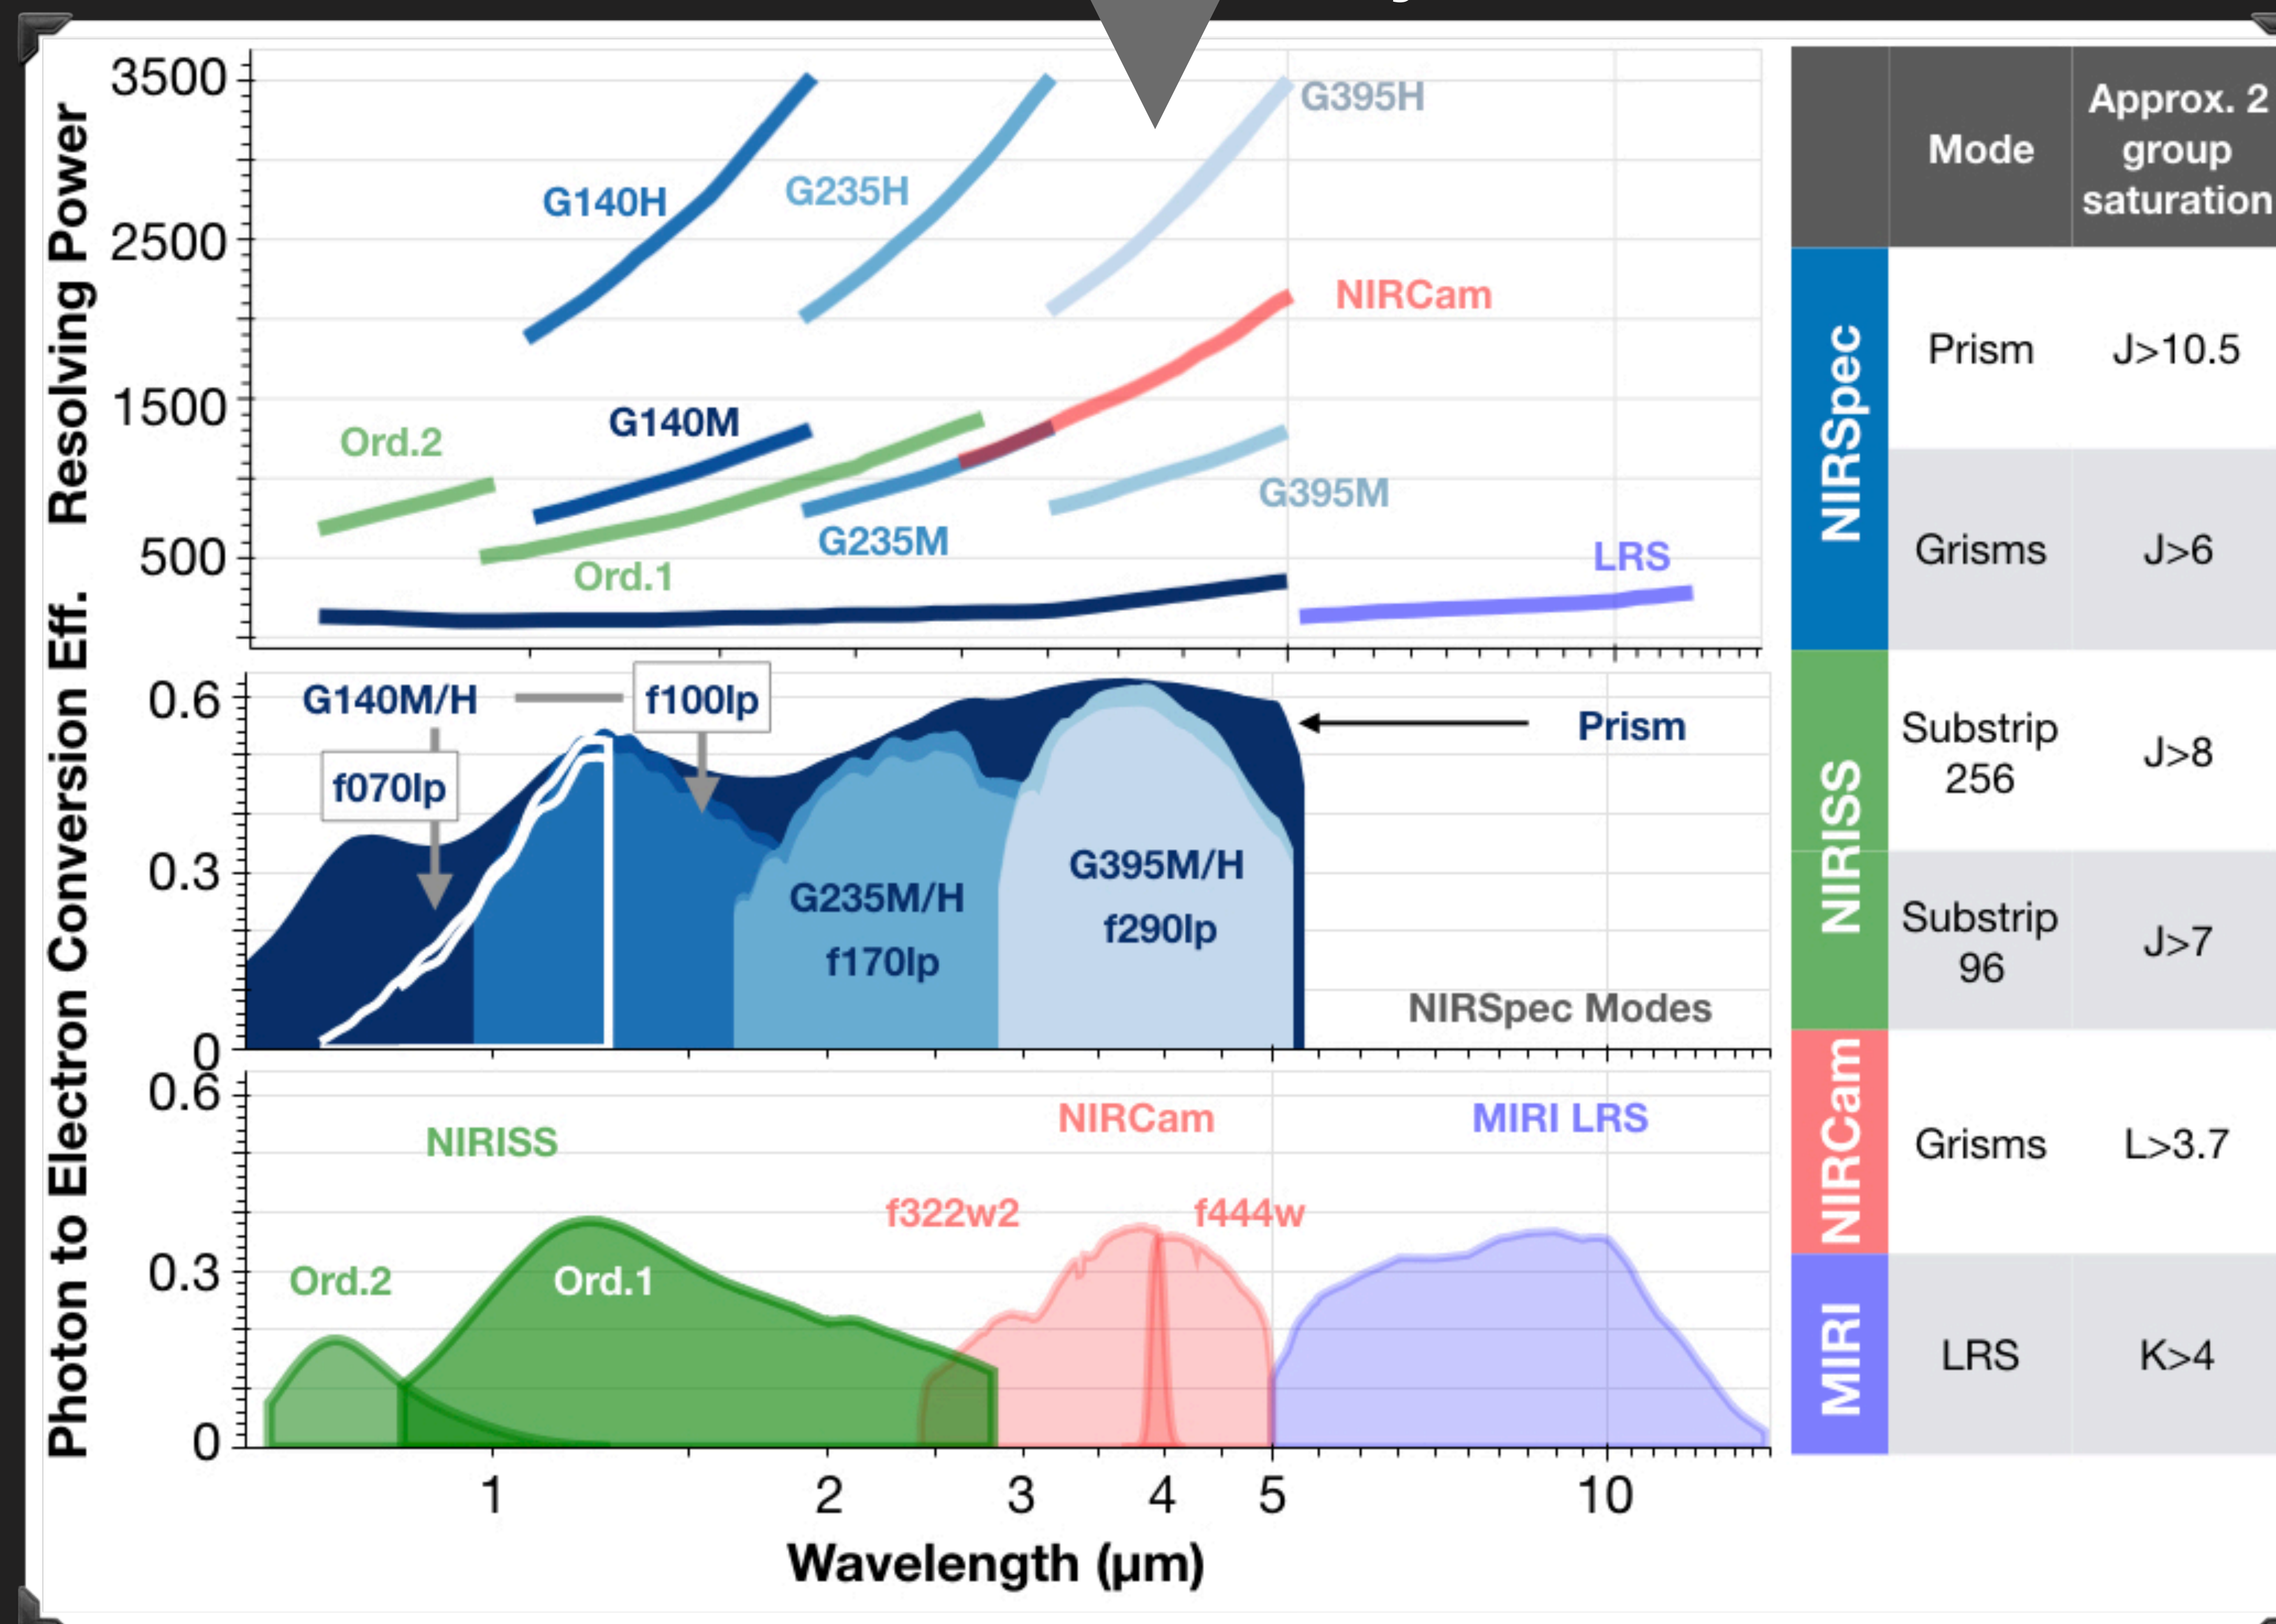 Resolving Power
3500
2500
1500
500
G140H
G235H
G395H
NIRCam
Ord.2
G140M
Ord.1
G235M
G395M
LRS
Photon to Electron Conversion Eff.
0.6
0.3
0
G140M/H
f100lp
f070lp
Prism
G235M/H
f170lp
G395M/H
f290lp
NIRSpec Modes
0.6
0.3
0
NIRISS
NIRCam
MIRI LRS
f322w2
f444w
Ord.2
Ord.1
1 2 3 4 5 10
Wavelength (µm)
Mode
Approx. 2
group
saturation
NIRSpec
Prism J>10.5
Grisms J>6
NIRISS
Substrip
256
J>8
Substrip
96
J>7
NIRCam
Grisms L>3.7
MIRI
LRS K>4